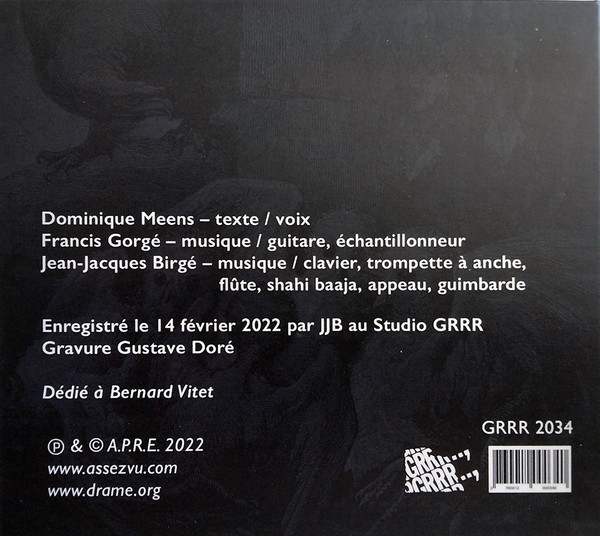 Dominique Meens – texte / voix
Francis Gorgé – musique / guitare, échantillonneur
Jean-Jacques Birgé – musique / clavier, trompette à anche,
flûte, shahi baaja, appeau, guimbarde
Enregistré le 14 février 2022 par JJB au Studio GRRR
Gravure Gustave Doré
Dédié à Bernard Vitet
℗ & © A.P.R.E. 2022
www.assezvu.com
www.drame.org
GRRR 2034